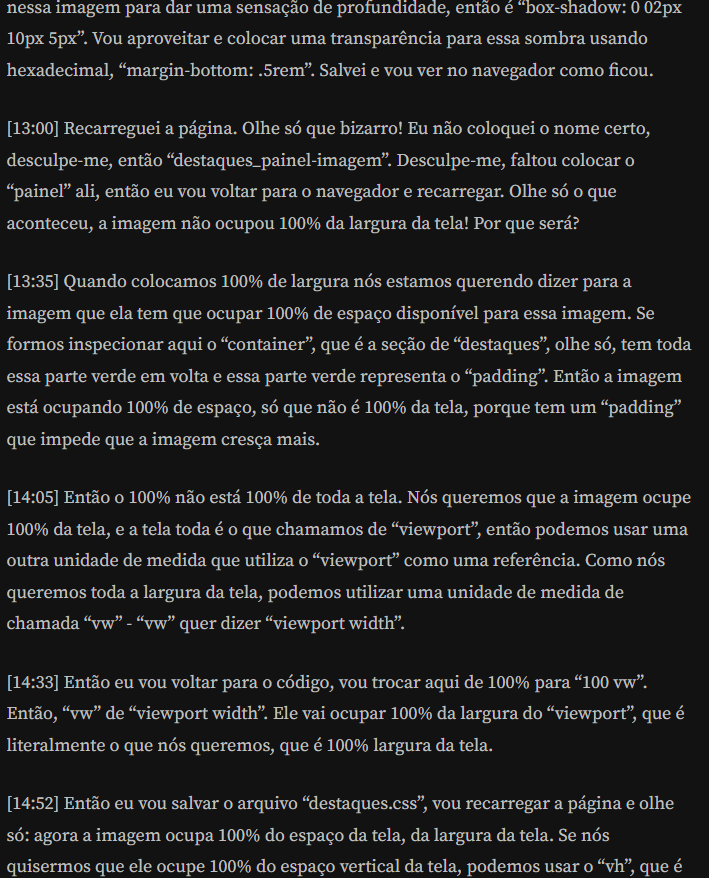 nessa imagem para dar uma sensação de profundidade, então é “box-shadow: 0 02px
10px 5px”. Vou aproveitar e colocar uma transparência para essa sombra usando
hexadecimal, “margin-bottom: .5rem”. Salvei e vou ver no navegador como ficou.
[13:00] Recarreguei a página. Olhe só que bizarro! Eu não coloquei o nome certo,
desculpe-me, então “destaques_painel-imagem”. Desculpe-me, faltou colocar o
“painel” ali, então eu vou voltar para o navegador e recarregar. Olhe só o que
aconteceu, a imagem não ocupou 100% da largura da tela! Por que será?
[13:35] Quando colocamos 100% de largura nós estamos querendo dizer para a
imagem que ela tem que ocupar 100% de espaço disponível para essa imagem. Se
formos inspecionar aqui o “container”, que é a seção de “destaques”, olhe só, tem toda
essa parte verde em volta e essa parte verde representa o “padding”. Então a imagem
está ocupando 100% de espaço, só que não é 100% da tela, porque tem um “padding”
que impede que a imagem cresça mais.
[14:05] Então o 100% não está 100% de toda a tela. Nós queremos que a imagem ocupe
100% da tela, e a tela toda é o que chamamos de “viewport”, então podemos usar uma
outra unidade de medida que utiliza o “viewport” como uma referência. Como nós
queremos toda a largura da tela, podemos utilizar uma unidade de medida de
chamada “vw” - “vw” quer dizer “viewport width”.
[14:33] Então eu vou voltar para o código, vou trocar aqui de 100% para “100 vw”.
Então, “vw” de “viewport width”. Ele vai ocupar 100% da largura do “viewport”, que é
literalmente o que nós queremos, que é 100% largura da tela.
[14:52] Então eu vou salvar o arquivo “destaques.css”, vou recarregar a página e olhe
só: agora a imagem ocupa 100% do espaço da tela, da largura da tela. Se nós
quisermos que ele ocupe 100% do espaço vertical da tela, podemos usar o “vh”, que é